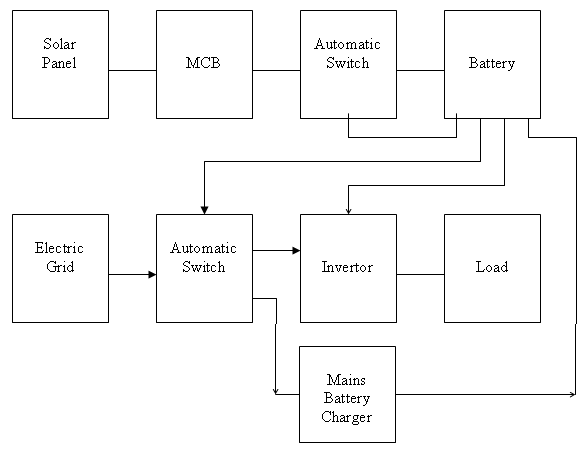 Solar
Panel
MCB
Automatic
Switch
Battery
Electric
Grid
Automatic
Switch
Invertor
Load
Mains
Battery
Charger